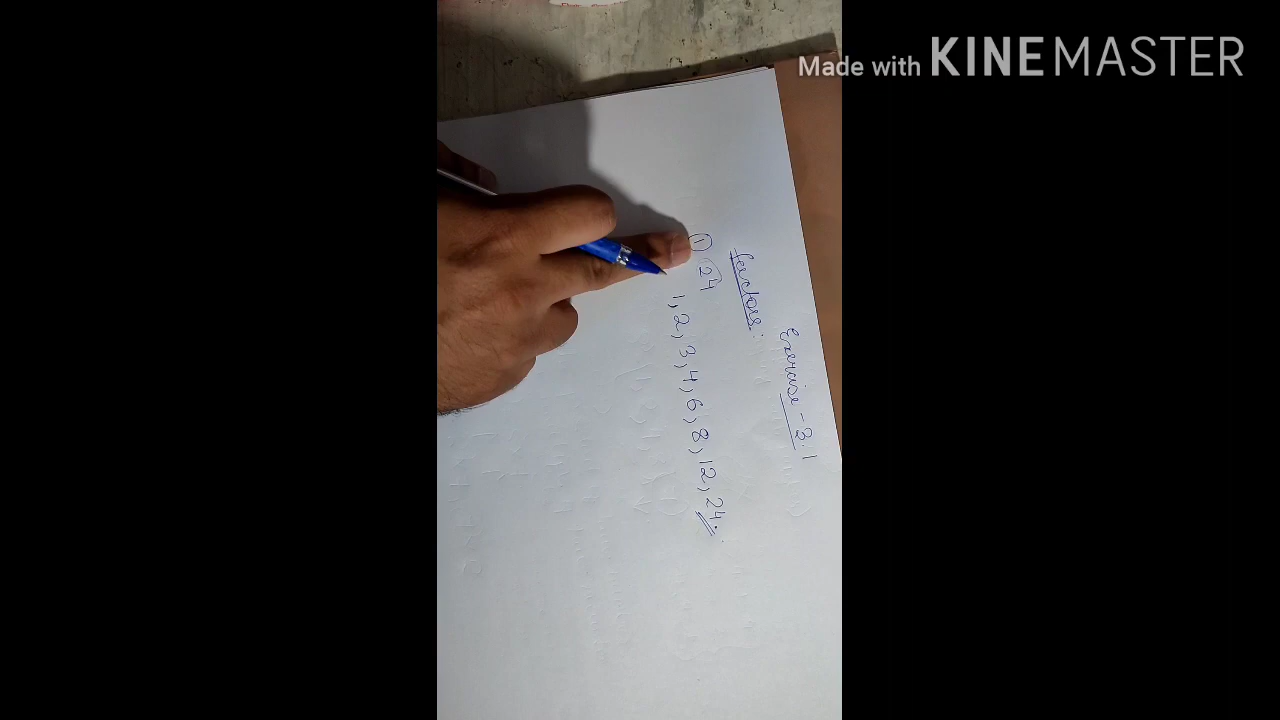 Made with KINEMASTER
Exercise - 3.1
factors:
① 24
1, 2, 3, 4, 6, 8, 12, 24.